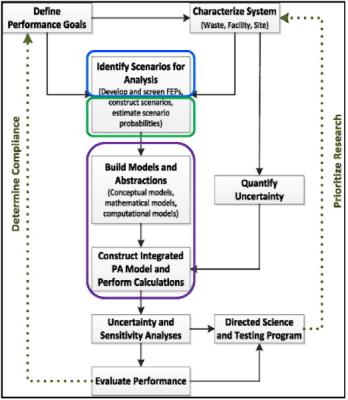 Define
Performance Goals
Characterize System
(Waste, Facility, Site)
Identify Scenarios for
Analysis
(Develop and screen FEPs,
construct scenarios,
estimate scenario
probabilities)
Build Models and
Abstractions
(Conceptual models,
mathematical models,
computational models)
Quantify
Uncertainty
Construct Integrated
PA Model and
Perform Calculations
Uncertainty and
Sensitivity Analyses
Directed Science
and Testing Program
Evaluate Performance
Determine Compliance
Prioritize Research